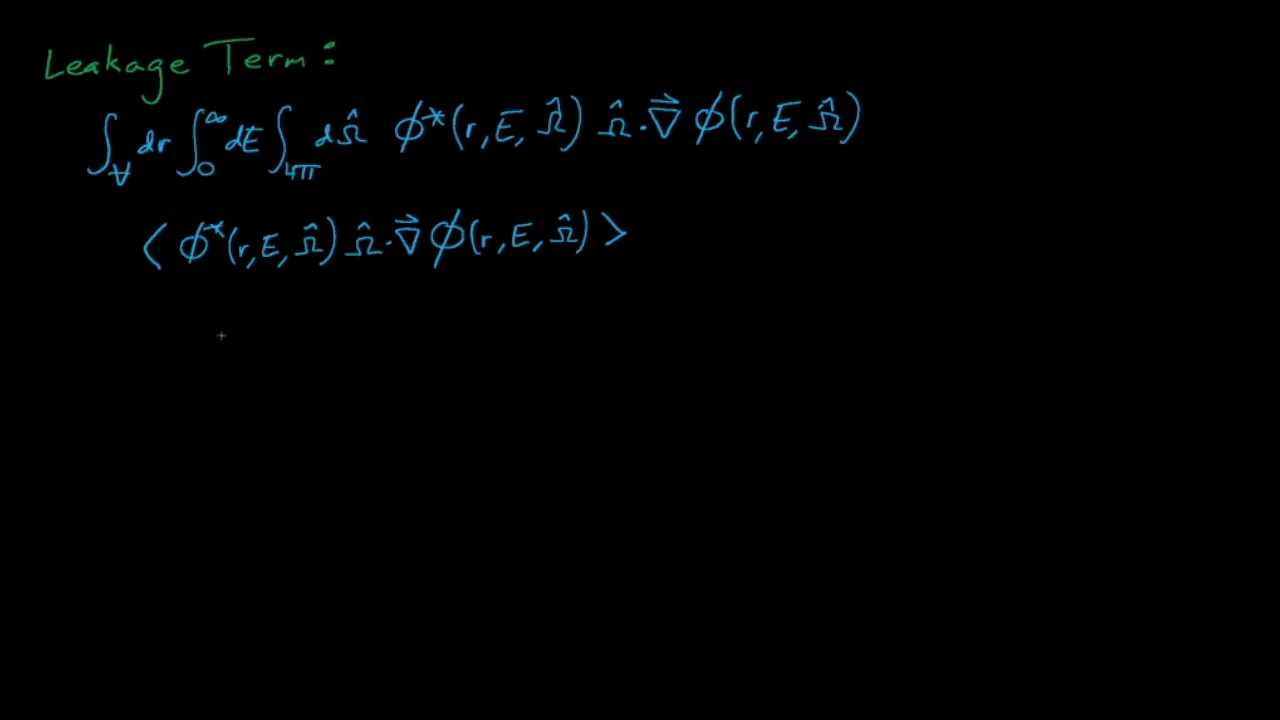 Leakage Term:
∫_V dr ∫_0^∞ dE ∫_4π dΩ̂ ϕ*(r, E, Ω̂) Ω̂·∇⃗ ϕ(r, E, Ω̂)
⟨ ϕ*(r, E, Ω̂) Ω̂·∇⃗ ϕ(r, E, Ω̂) ⟩